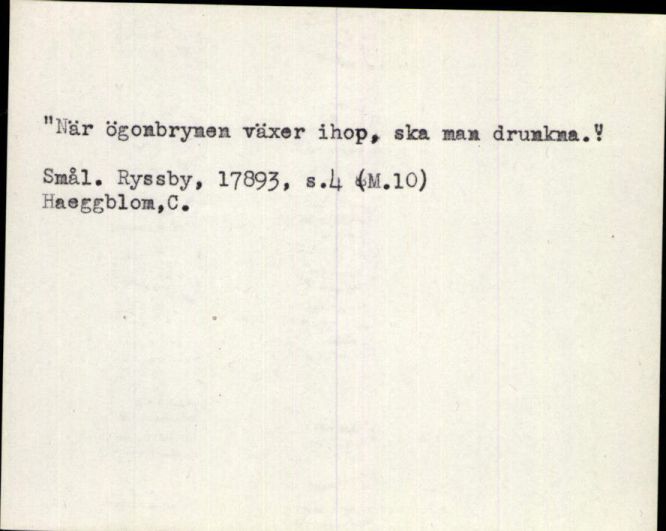 "När ögonbrynen växer ihop, ska man drunkna."
Smål. Ryssby, 17893, s.4 (M.10)
Haeggblom,C.